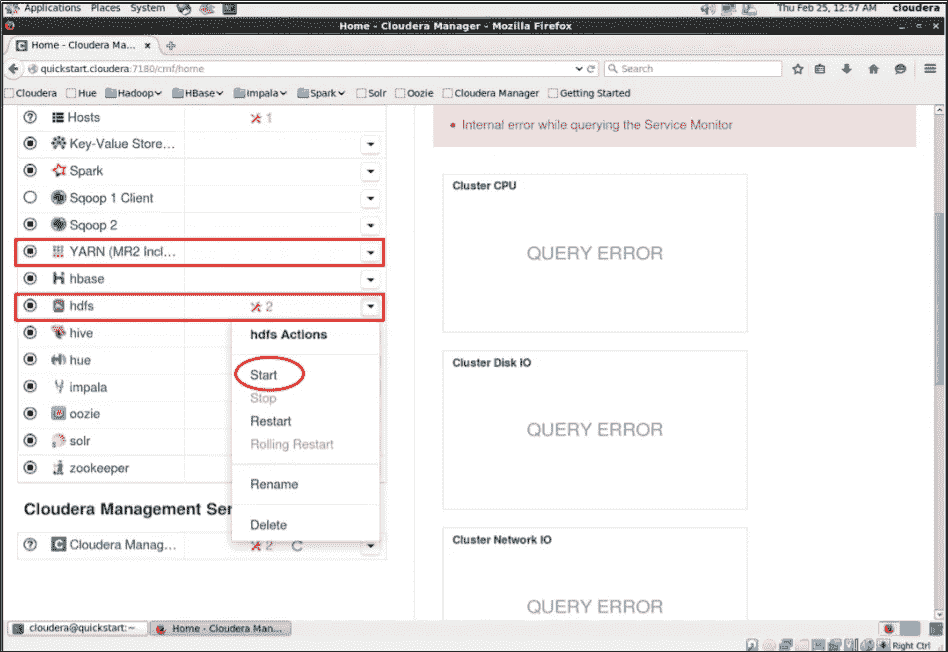 Applications Places System Thu Feb 25, 12:57 AM cloudera
Home - Cloudera Manager - Mozilla Firefox
Home - Cloudera Ma...
quickstart.cloudera:7180/cmf/home Search
Cloudera Hue Hadoop HBase Impala Spark Solr Oozie Cloudera Manager Getting Started
Hosts 1
Internal error while querying the Service Monitor
Key-Value Store...
Spark
Sqoop 1 Client
Sqoop 2
YARN (MR2 Incl...
hbase
hdfs 2
hive
hue
impala
oozie
solr
zookeeper
hdfs Actions
Start
Stop
Restart
Rolling Restart
Rename
Delete
Cloudera Management Ser
Cloudera Manag... 2
Cluster CPU
QUERY ERROR
Cluster Disk IO
QUERY ERROR
Cluster Network IO
QUERY ERROR
cloudera@quickstart:~ Home - Cloudera Man...
Right Ctrl